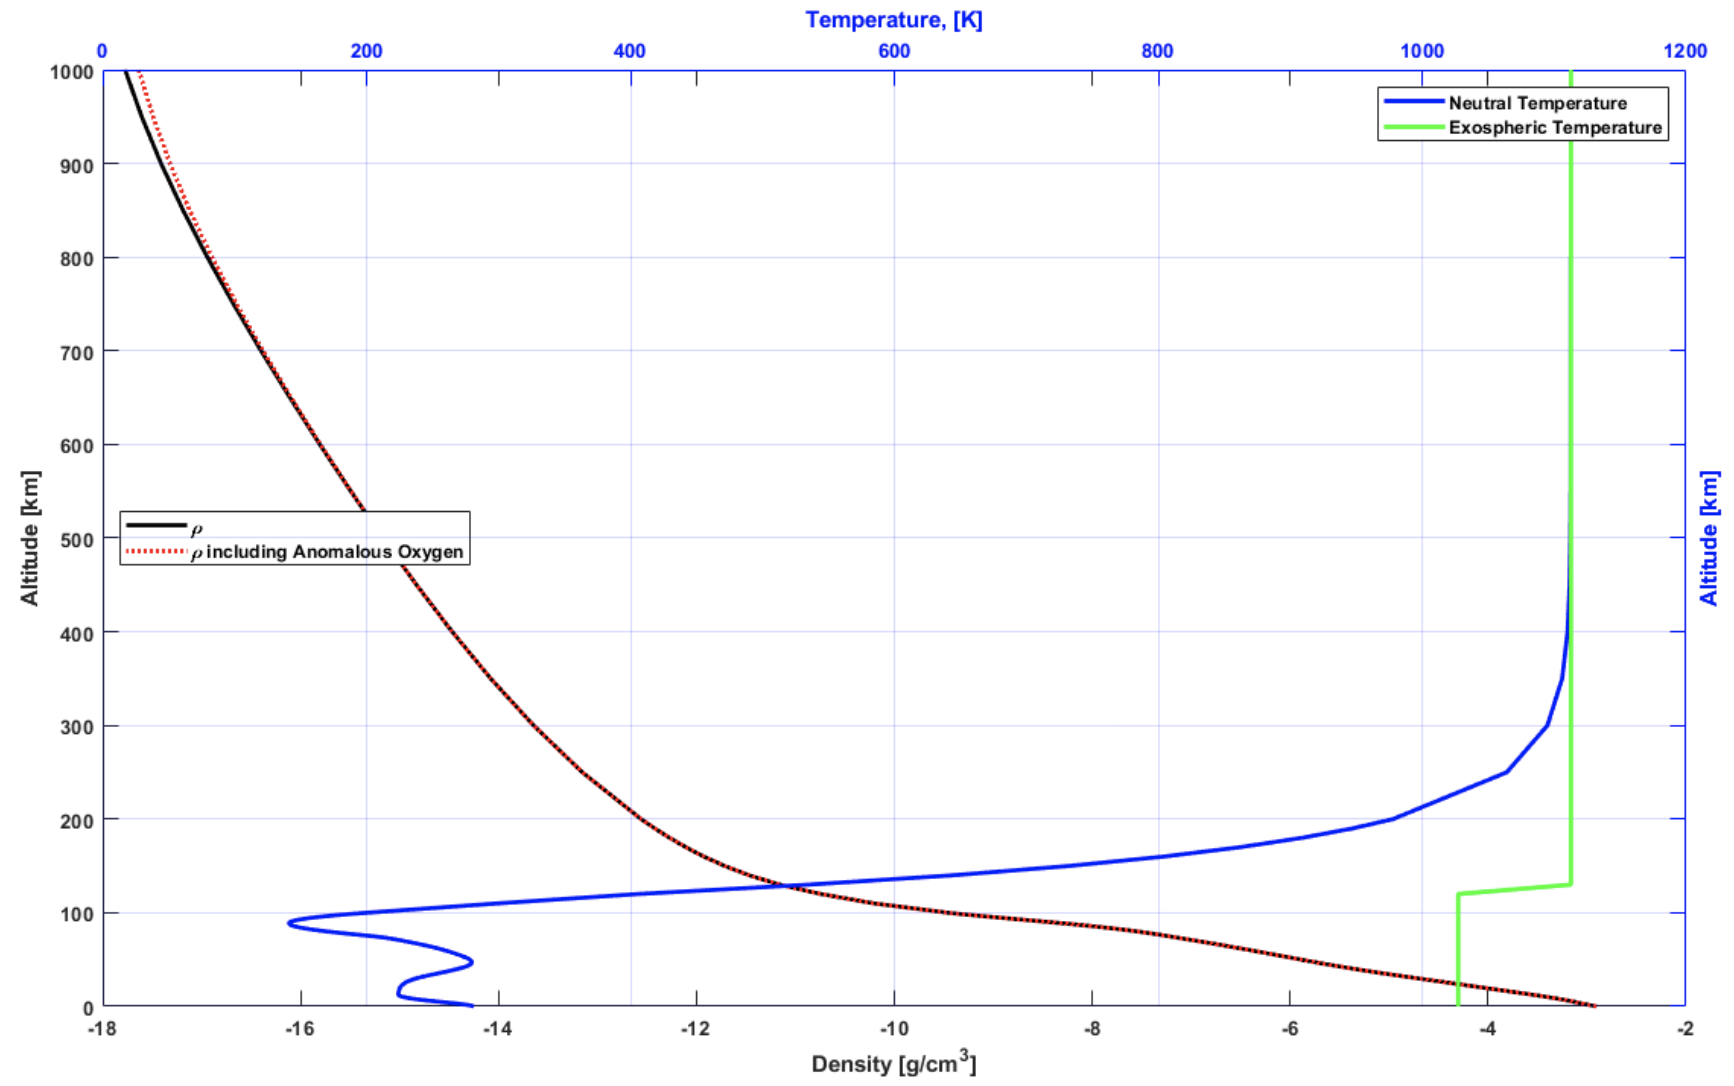 Temperature, [K]
0 200 400 600 800 1000 1200
1000
900
800
700
600
500
400
300
200
100
0
Altitude [km]
Neutral Temperature
Exospheric Temperature
ρ
ρ including Anomalous Oxygen
Altitude [km]
-18 -16 -14 -12 -10 -8 -6 -4 -2
Density [g/cm³]